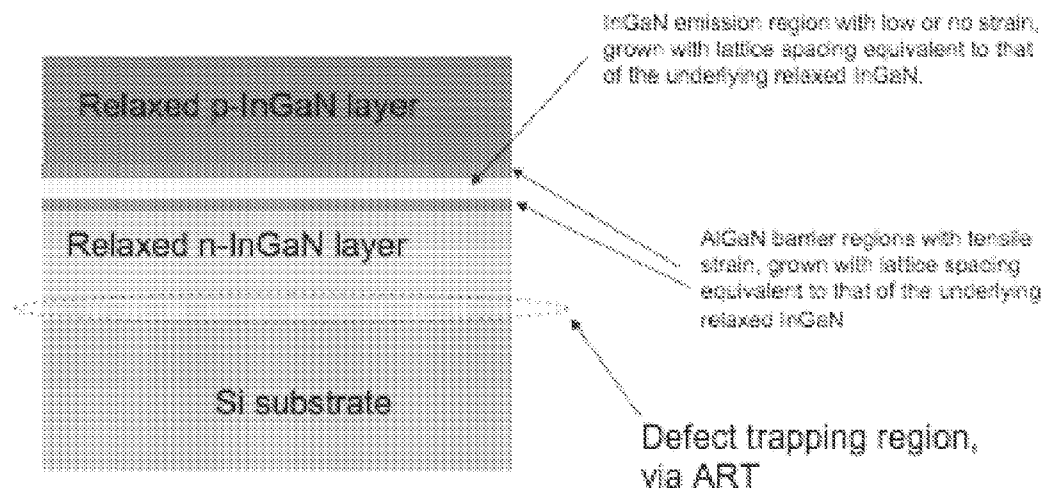 InGaN emission region with low or no strain,
grown with lattice spacing equivalent to that
of the underlying relaxed InGaN.
Relaxed p-InGaN layer
Relaxed n-InGaN layer
AlGaN barrier regions with tensile
strain, grown with lattice spacing
equivalent to that of the underlying
relaxed InGaN
Si substrate
Defect trapping region,
via ART